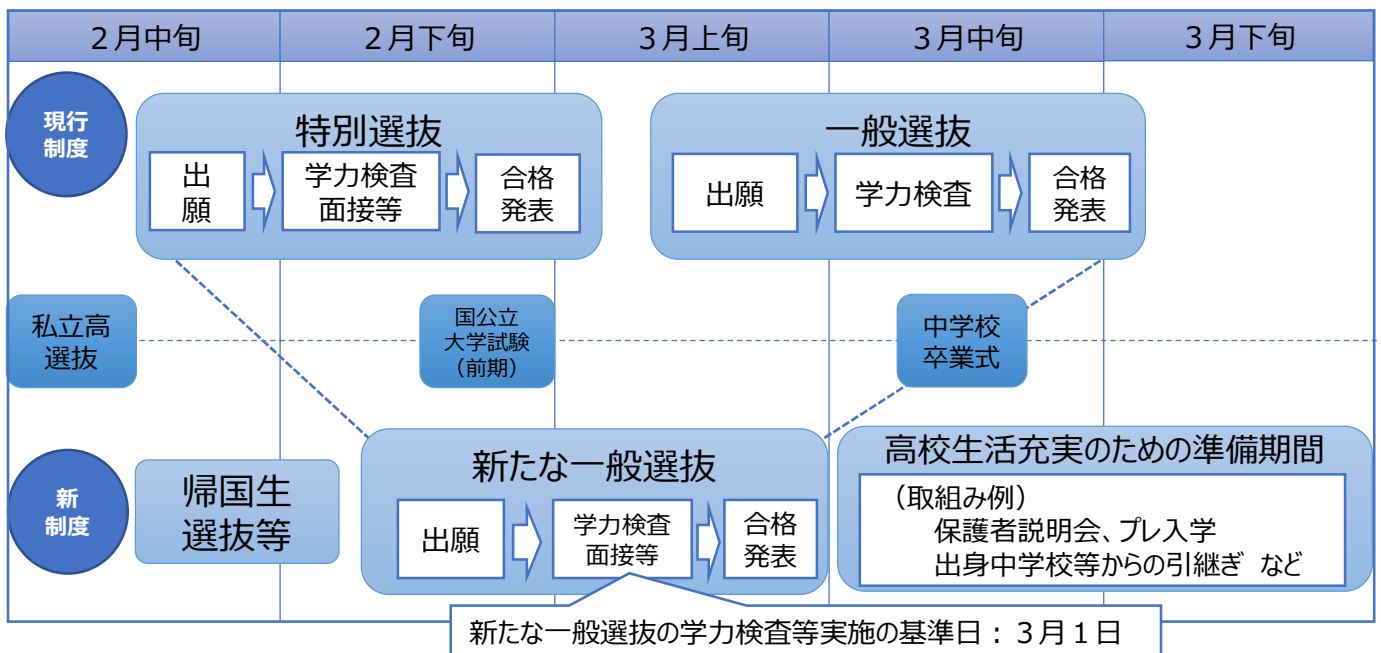 ２月中旬
２月下旬
３月上旬
３月中旬
３月下旬
現行
制度
特別選抜
出
願
学力検査
面接等
合格
発表
一般選抜
出願
学力検査
合格
発表
私立高
選抜
国公立
大学試験
（前期）
中学校
卒業式
新
制度
帰国生
選抜等
新たな一般選抜
出願
学力検査
面接等
合格
発表
高校生活充実のための準備期間
（取組み例）
保護者説明会、プレ入学
出身中学校等からの引継ぎ など
新たな一般選抜の学力検査等実施の基準日：３月１日